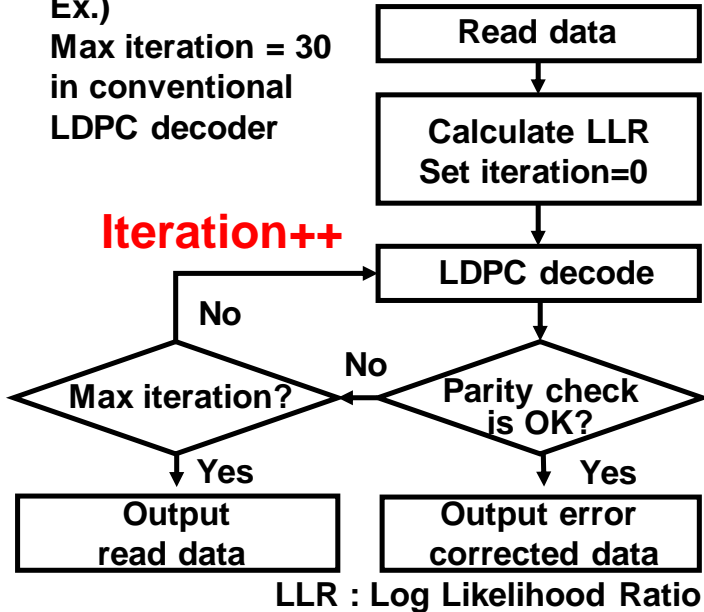 Ex.)
Max iteration = 30
in conventional
LDPC decoder
Read data
Calculate LLR
Set iteration=0
Iteration++
LDPC decode
No
No
Max iteration?
Parity check
is OK?
Yes
Yes
Output
read data
Output error
corrected data
LLR : Log Likelihood Ratio